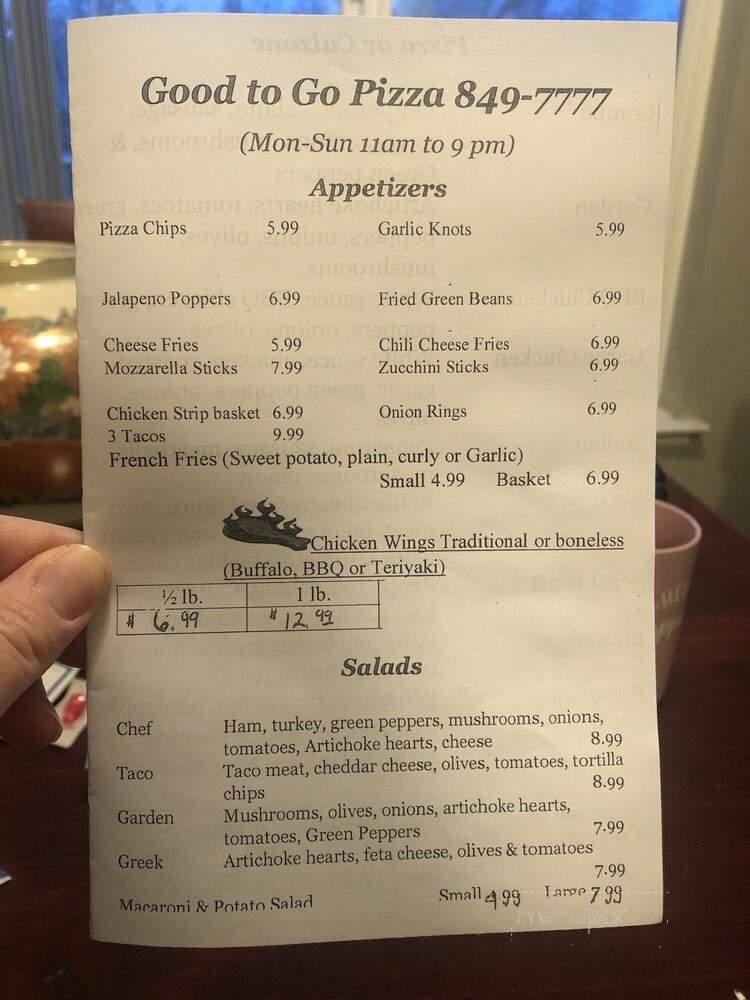 Good to Go Pizza 849-7777
(Mon-Sun 11am to 9 pm)
Appetizers
Pizza Chips 5.99 Garlic Knots 5.99
Jalapeno Poppers 6.99 Fried Green Beans 6.99
Cheese Fries 5.99 Chili Cheese Fries 6.99
Mozzarella Sticks 7.99 Zucchini Sticks 6.99
Chicken Strip basket 6.99 Onion Rings 6.99
3 Tacos 9.99
French Fries (Sweet potato, plain, curly or Garlic)
Small 4.99 Basket 6.99
Chicken Wings Traditional or boneless
(Buffalo, BBQ or Teriyaki)
½ lb. 1 lb.
$ 6.99 $ 12.99
Salads
Chef Ham, turkey, green peppers, mushrooms, onions,
tomatoes, Artichoke hearts, cheese 8.99
Taco Taco meat, cheddar cheese, olives, tomatoes, tortilla
chips 8.99
Garden Mushrooms, olives, onions, artichoke hearts,
tomatoes, Green Peppers 7.99
Greek Artichoke hearts, feta cheese, olives & tomatoes
7.99
Macaroni & Potato Salad Small 4.99 Large 7.99